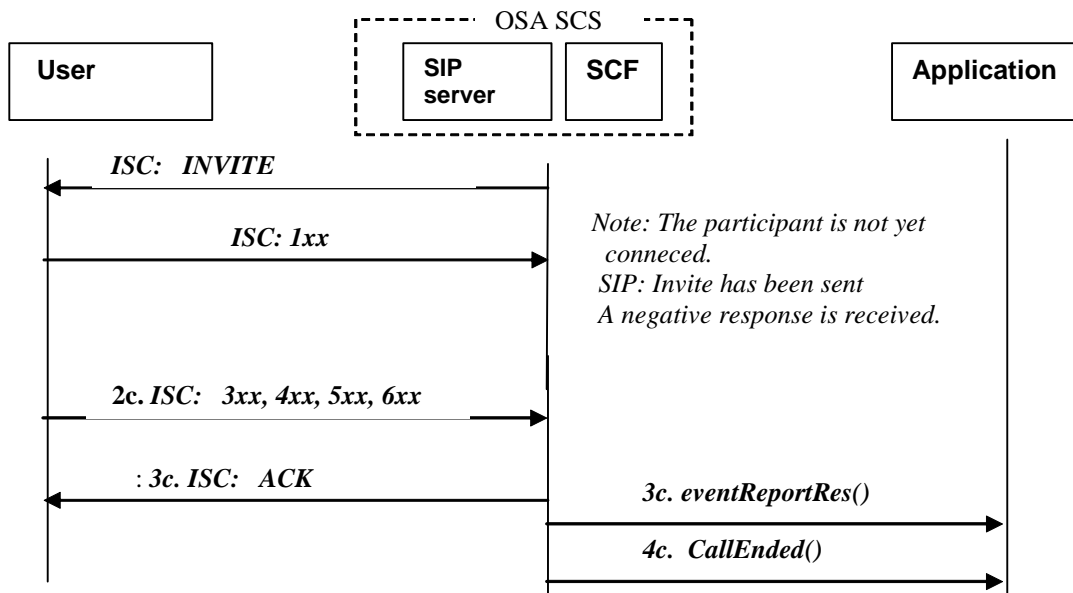 OSA SCS
User
SIP
server
SCF
Application
ISC: INVITE
ISC: 1xx
Note: The participant is not yet
conneced.
SIP: Invite has been sent
A negative response is received.
2c. ISC: 3xx, 4xx, 5xx, 6xx
: 3c. ISC: ACK
3c. eventReportRes()
4c. CallEnded()